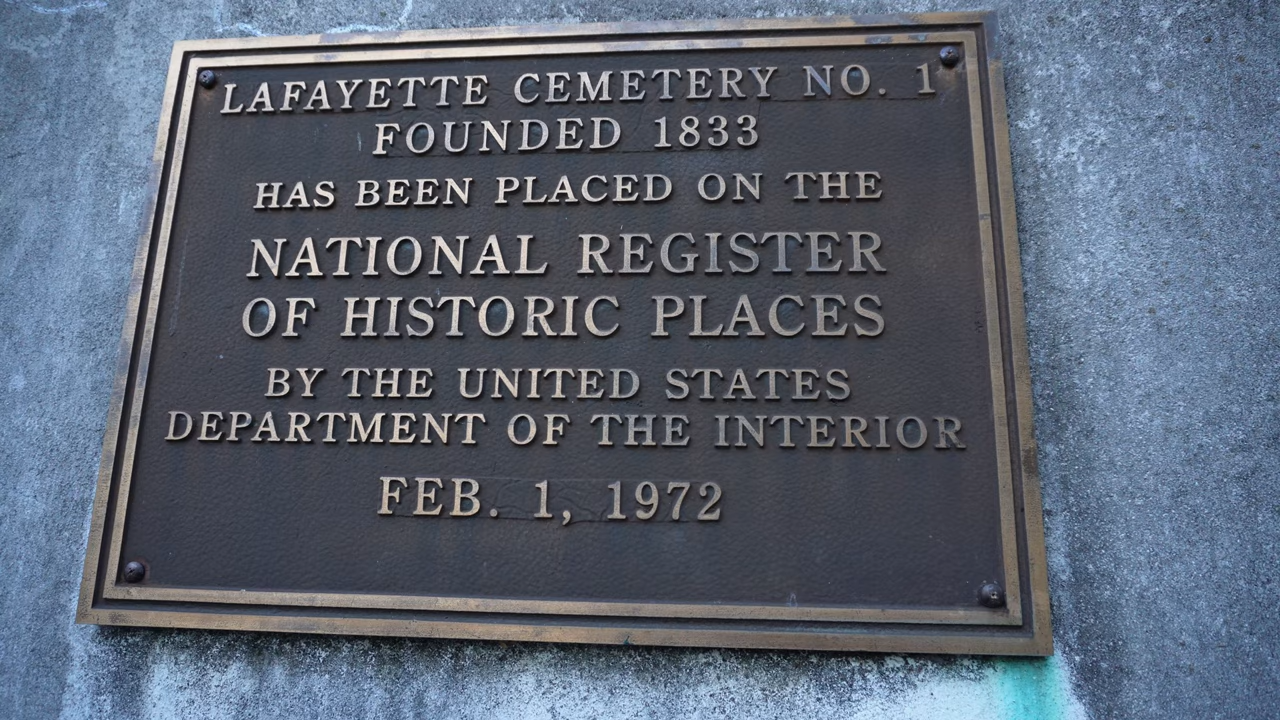 LAFAYETTE CEMETERY NO. 1
FOUNDED 1833
HAS BEEN PLACED ON THE
NATIONAL REGISTER
OF HISTORIC PLACES
BY THE UNITED STATES
DEPARTMENT OF THE INTERIOR
FEB. 1, 1972